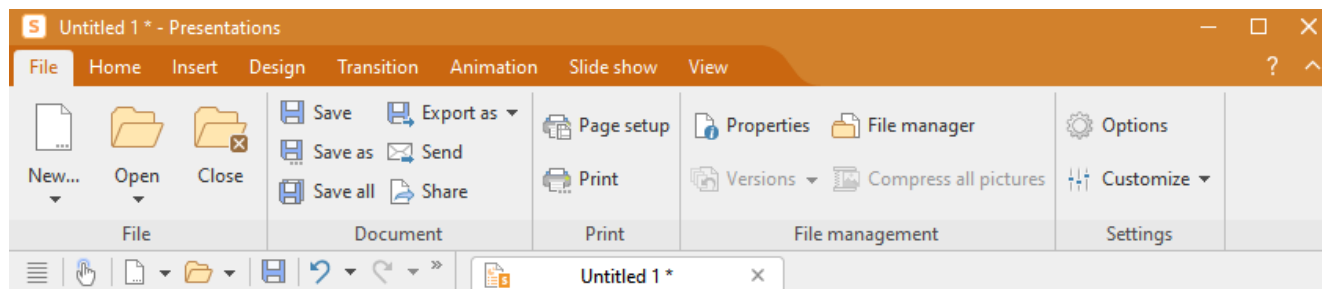 S Untitled 1 * - Presentations
File Home Insert Design Transition Animation Slide show View ?
New... Open Close
Save Export as
Save as Send
Save all Share
Page setup
Print
Properties File manager
Versions Compress all pictures
Options
Customize
File Document Print File management Settings
» S Untitled 1 *